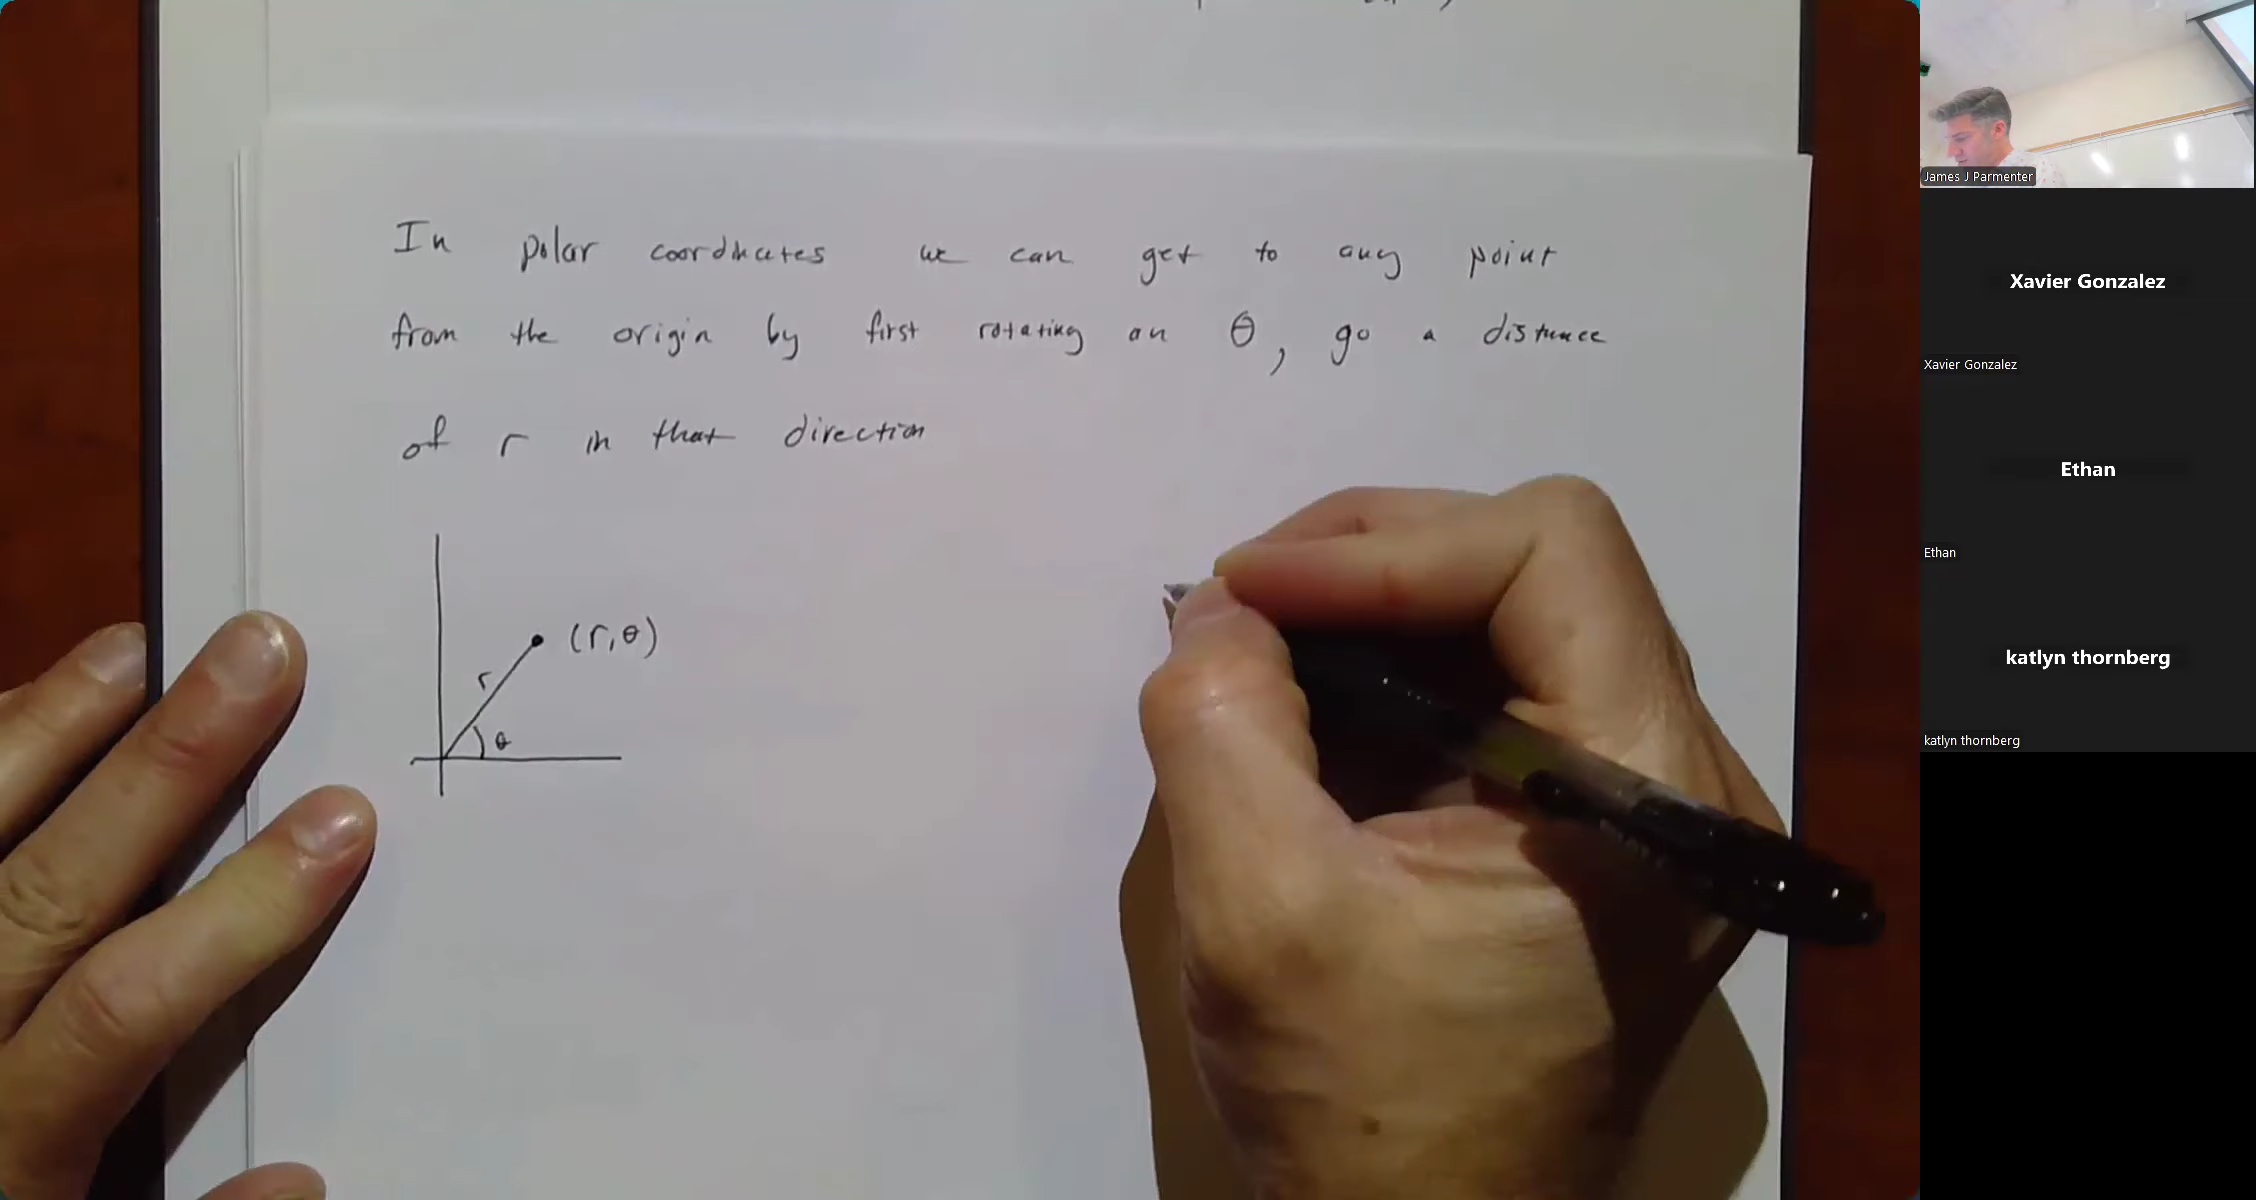 In polar coordinates we can get to any point
from the origin by first rotating an θ, go a distance
of r in that direction
(r,θ)
r
θ
James J Parmenter
Xavier Gonzalez
Xavier Gonzalez
Ethan
Ethan
katlyn thornberg
katlyn thornberg